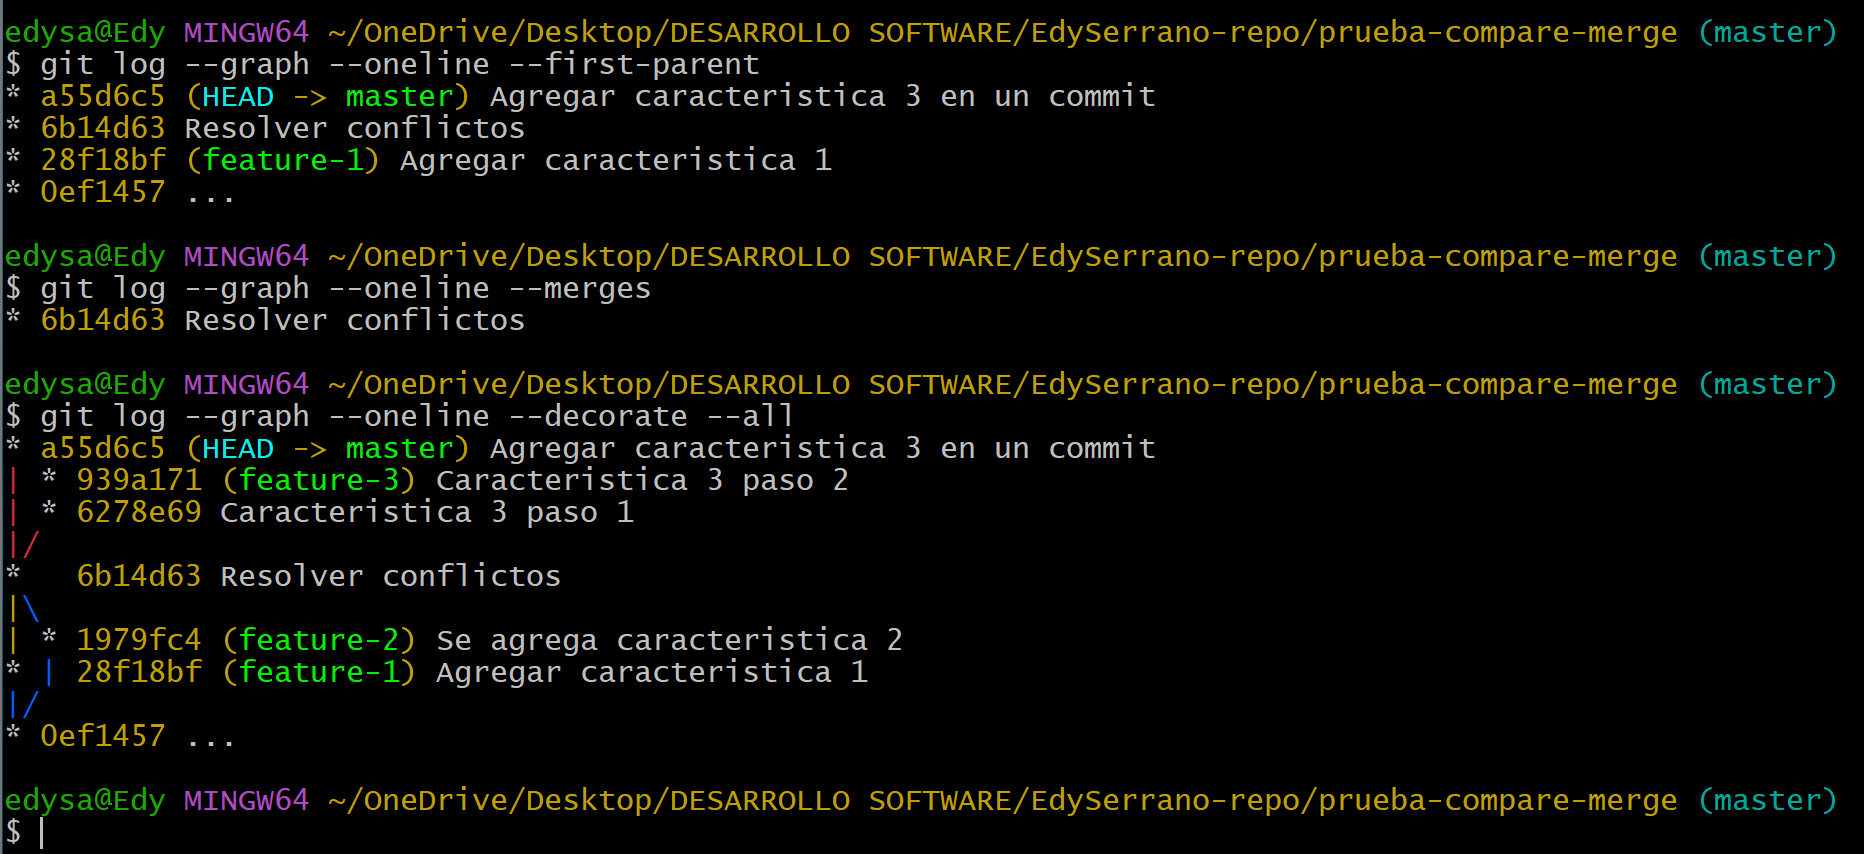 edysa@Edy MINGW64 ~/OneDrive/Desktop/DESARROLLO SOFTWARE/EdySerrano-repo/prueba-compare-merge (master)
$ git log --graph --oneline --first-parent
* a55d6c5 (HEAD -> master) Agregar caracteristica 3 en un commit
* 6b14d63 Resolver conflictos
* 28f18bf (feature-1) Agregar caracteristica 1
* 0ef1457 ...

edysa@Edy MINGW64 ~/OneDrive/Desktop/DESARROLLO SOFTWARE/EdySerrano-repo/prueba-compare-merge (master)
$ git log --graph --oneline --merges
* 6b14d63 Resolver conflictos

edysa@Edy MINGW64 ~/OneDrive/Desktop/DESARROLLO SOFTWARE/EdySerrano-repo/prueba-compare-merge (master)
$ git log --graph --oneline --decorate --all
* a55d6c5 (HEAD -> master) Agregar caracteristica 3 en un commit
| * 939a171 (feature-3) Caracteristica 3 paso 2
| * 6278e69 Caracteristica 3 paso 1
|/
*   6b14d63 Resolver conflictos
|\
| * 1979fc4 (feature-2) Se agrega caracteristica 2
* | 28f18bf (feature-1) Agregar caracteristica 1
|/
* 0ef1457 ...

edysa@Edy MINGW64 ~/OneDrive/Desktop/DESARROLLO SOFTWARE/EdySerrano-repo/prueba-compare-merge (master)
$